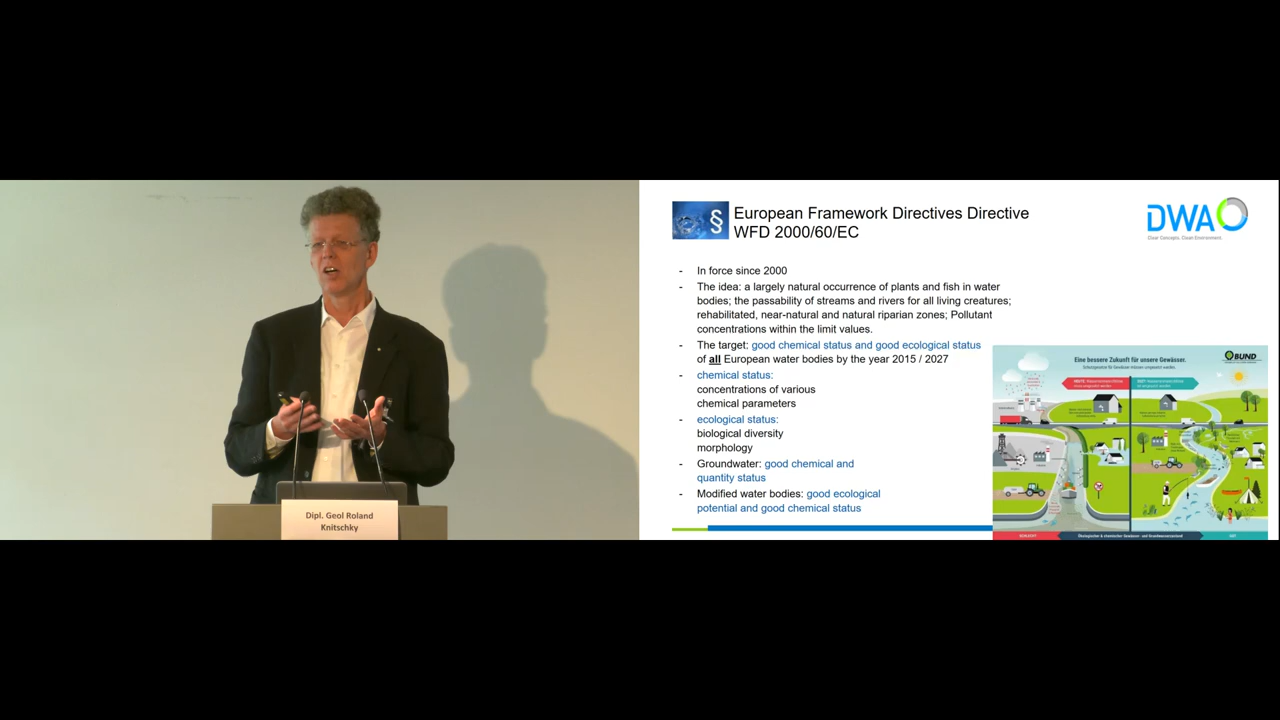 Dipl. Geol Roland
Knitschky
§
European Framework Directives Directive
WFD 2000/60/EC
DWA
Clear Concepts. Clean Environment.
- In force since 2000
- The idea: a largely natural occurrence of plants and fish in water
bodies; the passability of streams and rivers for all living creatures;
rehabilitated, near-natural and natural riparian zones; Pollutant
concentrations within the limit values.
- The target: good chemical status and good ecological status
of all European water bodies by the year 2015 / 2027
- chemical status:
concentrations of various
chemical parameters
- ecological status:
biological diversity
morphology
- Groundwater: good chemical and
quantity status
- Modified water bodies: good ecological
potential and good chemical status
Eine bessere Zukunft für unsere Gewässer.
BUND
SCHLECHT
GUT